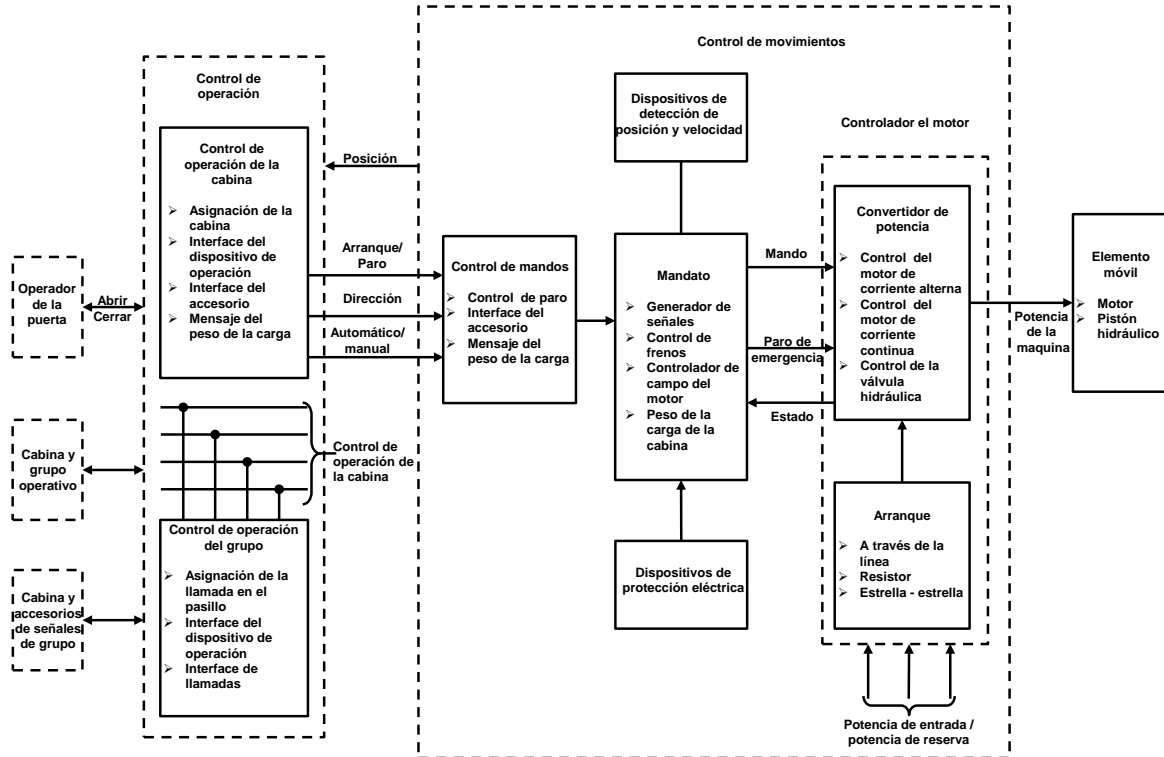 Control de movimientos
Control de
operación
Control de
operación de la
cabina
Asignación de la
cabina
Interface del
dispositivo de
operación
Interface del
accesorio
Mensaje del
peso de la carga
Operador
de la
puerta
Abrir
Cerrar
Cabina y
grupo
operativo
Cabina y
accesorios
de señales
de grupo
Control de
operación de
la cabina
Control de operación
del grupo
Asignación de la
llamada en el
pasillo
Interface del
dispositivo de
operación
Interface de
llamadas
Posición
Arranque/
Paro
Dirección
Automático/
manual
Control de mandos
Control de paro
Interface del
accesorio
Mensaje del
peso de la carga
Dispositivos de
detección de
posición y velocidad
Mandato
Generador de
señales
Control de
frenos
Controlador de
campo del
motor
Peso de la
carga de la
cabina
Dispositivos de
protección eléctrica
Mando
Paro de
emergencia
Estado
Controlador el motor
Convertidor de
potencia
Control del
motor de
corriente alterna
Control del
motor de
corriente
continua
Control de la
válvula
hidráulica
Arranque
A través de la
línea
Resistor
Estrella - estrella
Potencia de entrada /
potencia de reserva
Potencia
de la
maquina
Elemento
móvil
Motor
Pistón
hidráulico